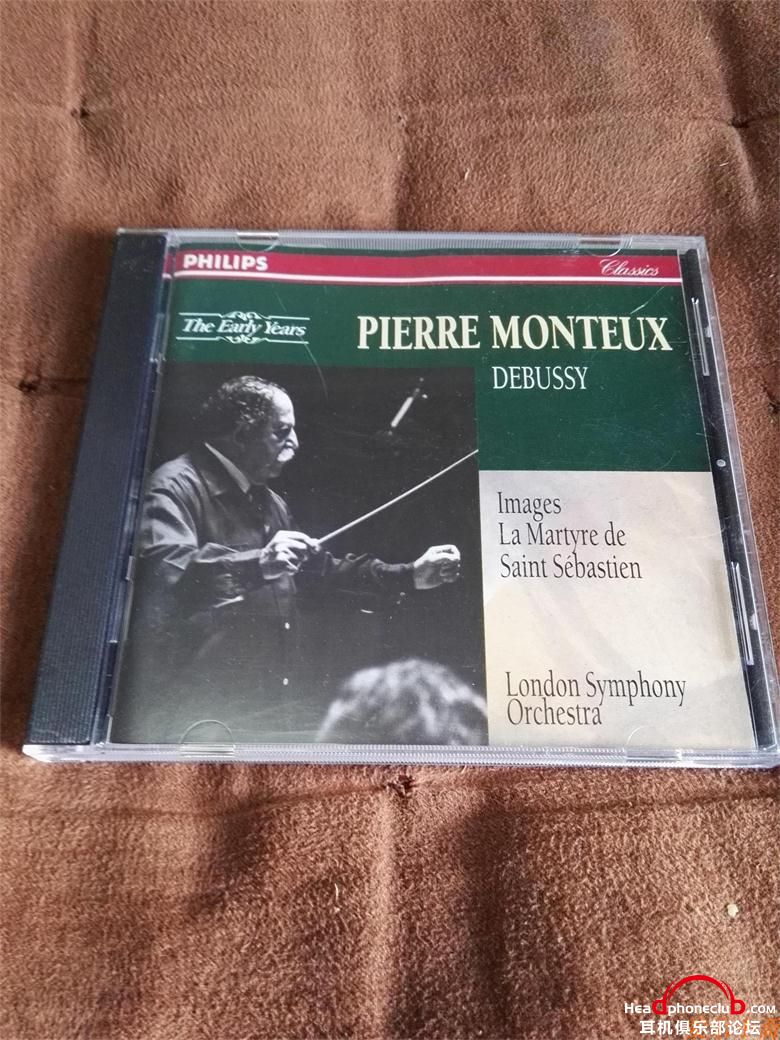 PHILIPS
Classics
The Early Years
PIERRE MONTEUX
DEBUSSY
Images
La Martyre de
Saint Sébastien
London Symphony
Orchestra
HeadphoneclUb.com
耳机俱乐部论坛